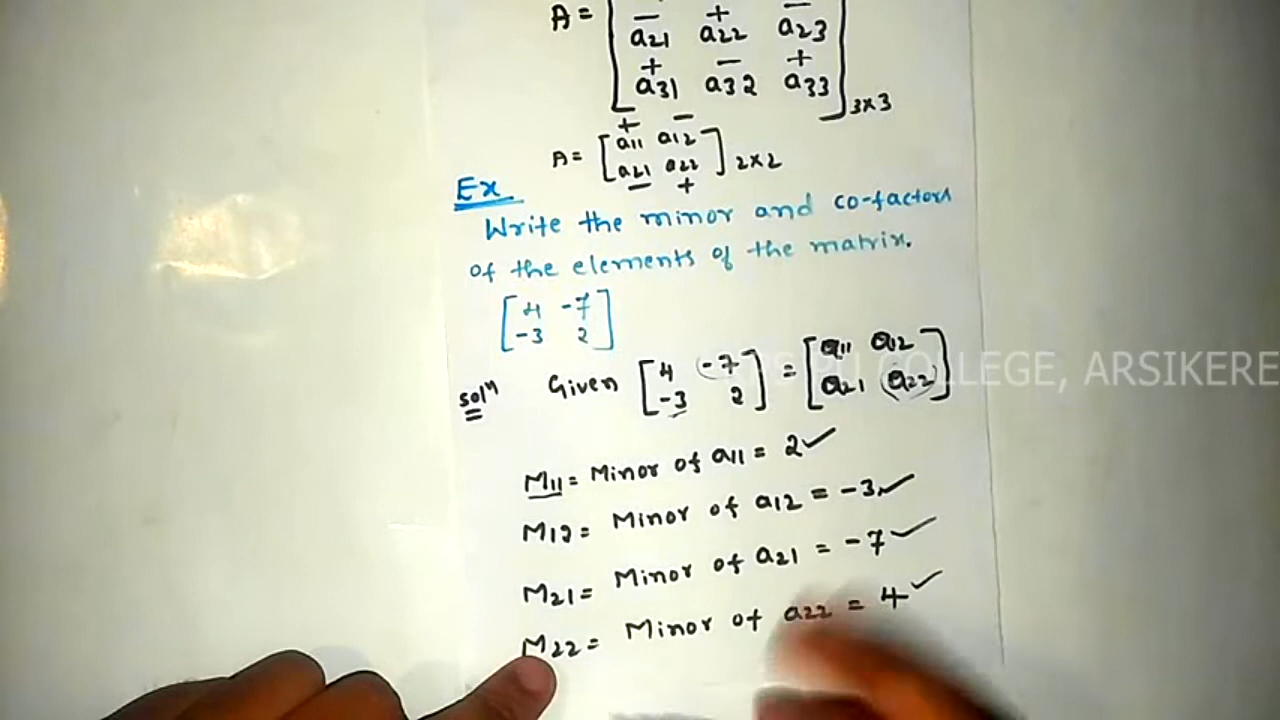 A = [ − + −
a21 a22 a23
+ − +
a31 a32 a33 ] 3×3
+ −
A = [ a11 a12
a21 a22 ] 2×2
− +
Ex
Write the minor and co-factors
of the elements of the matrix.
[ 4 -7
-3 2 ]
Soln Given [ 4 -7 = [ a11 a12
-3 2 ] a21 (a22) ]
COLLEGE, ARSIKERE
M11 = Minor of a11 = 2 ✓
M12 = Minor of a12 = -3 ✓
M21 = Minor of a21 = -7 ✓
M22 = Minor of a22 = 4 ✓